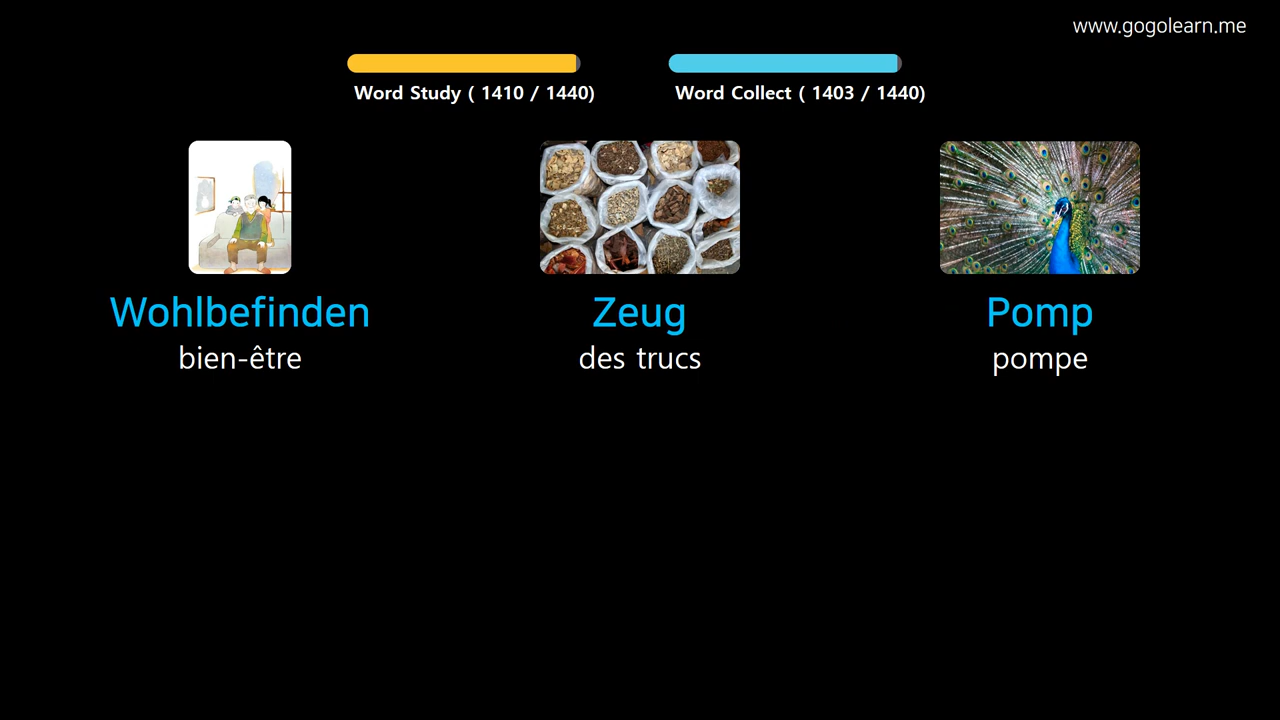 www.gogolearn.me
Word Study ( 1410 / 1440)
Word Collect ( 1403 / 1440)
Wohlbefinden
bien-être
Zeug
des trucs
Pomp
pompe